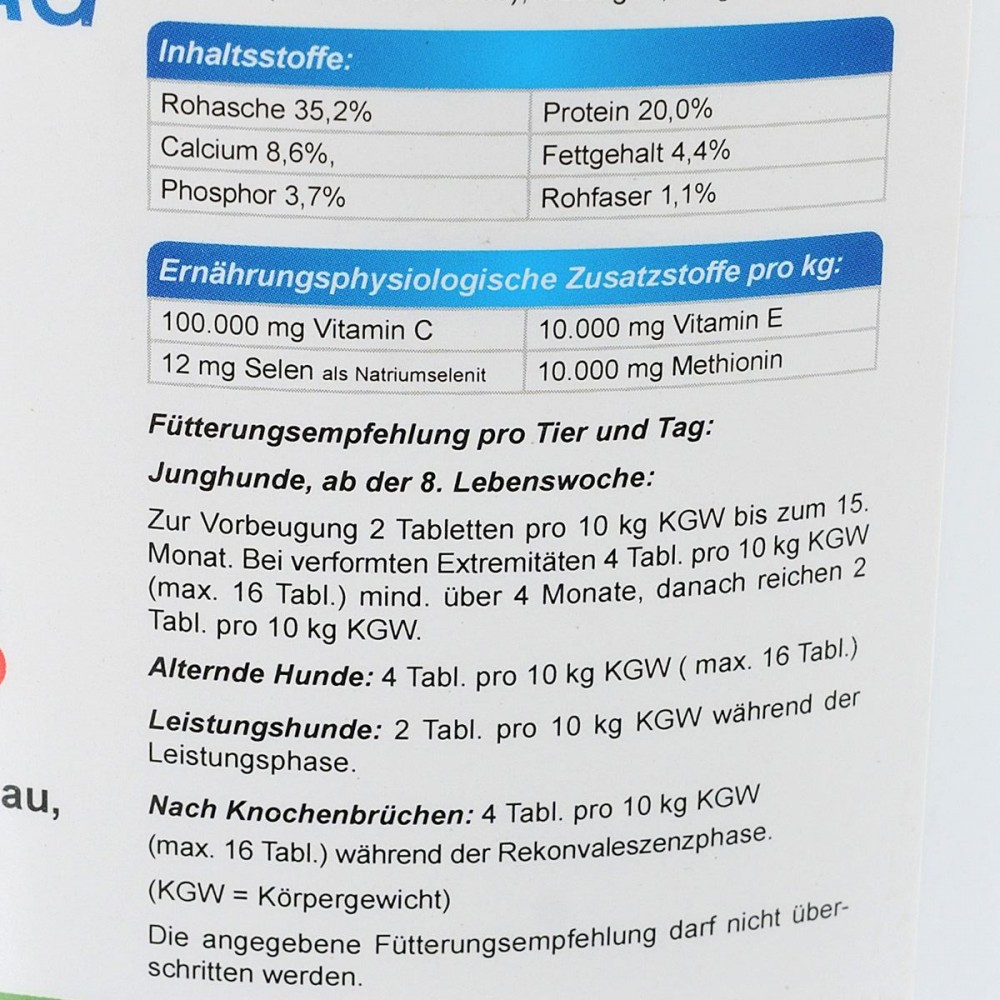 Inhaltsstoffe:
Rohasche 35,2% Protein 20,0%
Calcium 8,6%, Fettgehalt 4,4%
Phosphor 3,7% Rohfaser 1,1%
Ernährungsphysiologische Zusatzstoffe pro kg:
100.000 mg Vitamin C 10.000 mg Vitamin E
12 mg Selen als Natriumselenit 10.000 mg Methionin
Fütterungsempfehlung pro Tier und Tag:
Junghunde, ab der 8. Lebenswoche:
Zur Vorbeugung 2 Tabletten pro 10 kg KGW bis zum 15.
Monat. Bei verformten Extremitäten 4 Tabl. pro 10 kg KGW
(max. 16 Tabl.) mind. über 4 Monate, danach reichen 2
Tabl. pro 10 kg KGW.
Alternde Hunde: 4 Tabl. pro 10 kg KGW ( max. 16 Tabl.)
Leistungshunde: 2 Tabl. pro 10 kg KGW während der
Leistungsphase.
au,
Nach Knochenbrüchen: 4 Tabl. pro 10 kg KGW
(max. 16 Tabl.) während der Rekonvaleszenzphase.
(KGW = Körpergewicht)
Die angegebene Fütterungsempfehlung darf nicht über-
schritten werden.